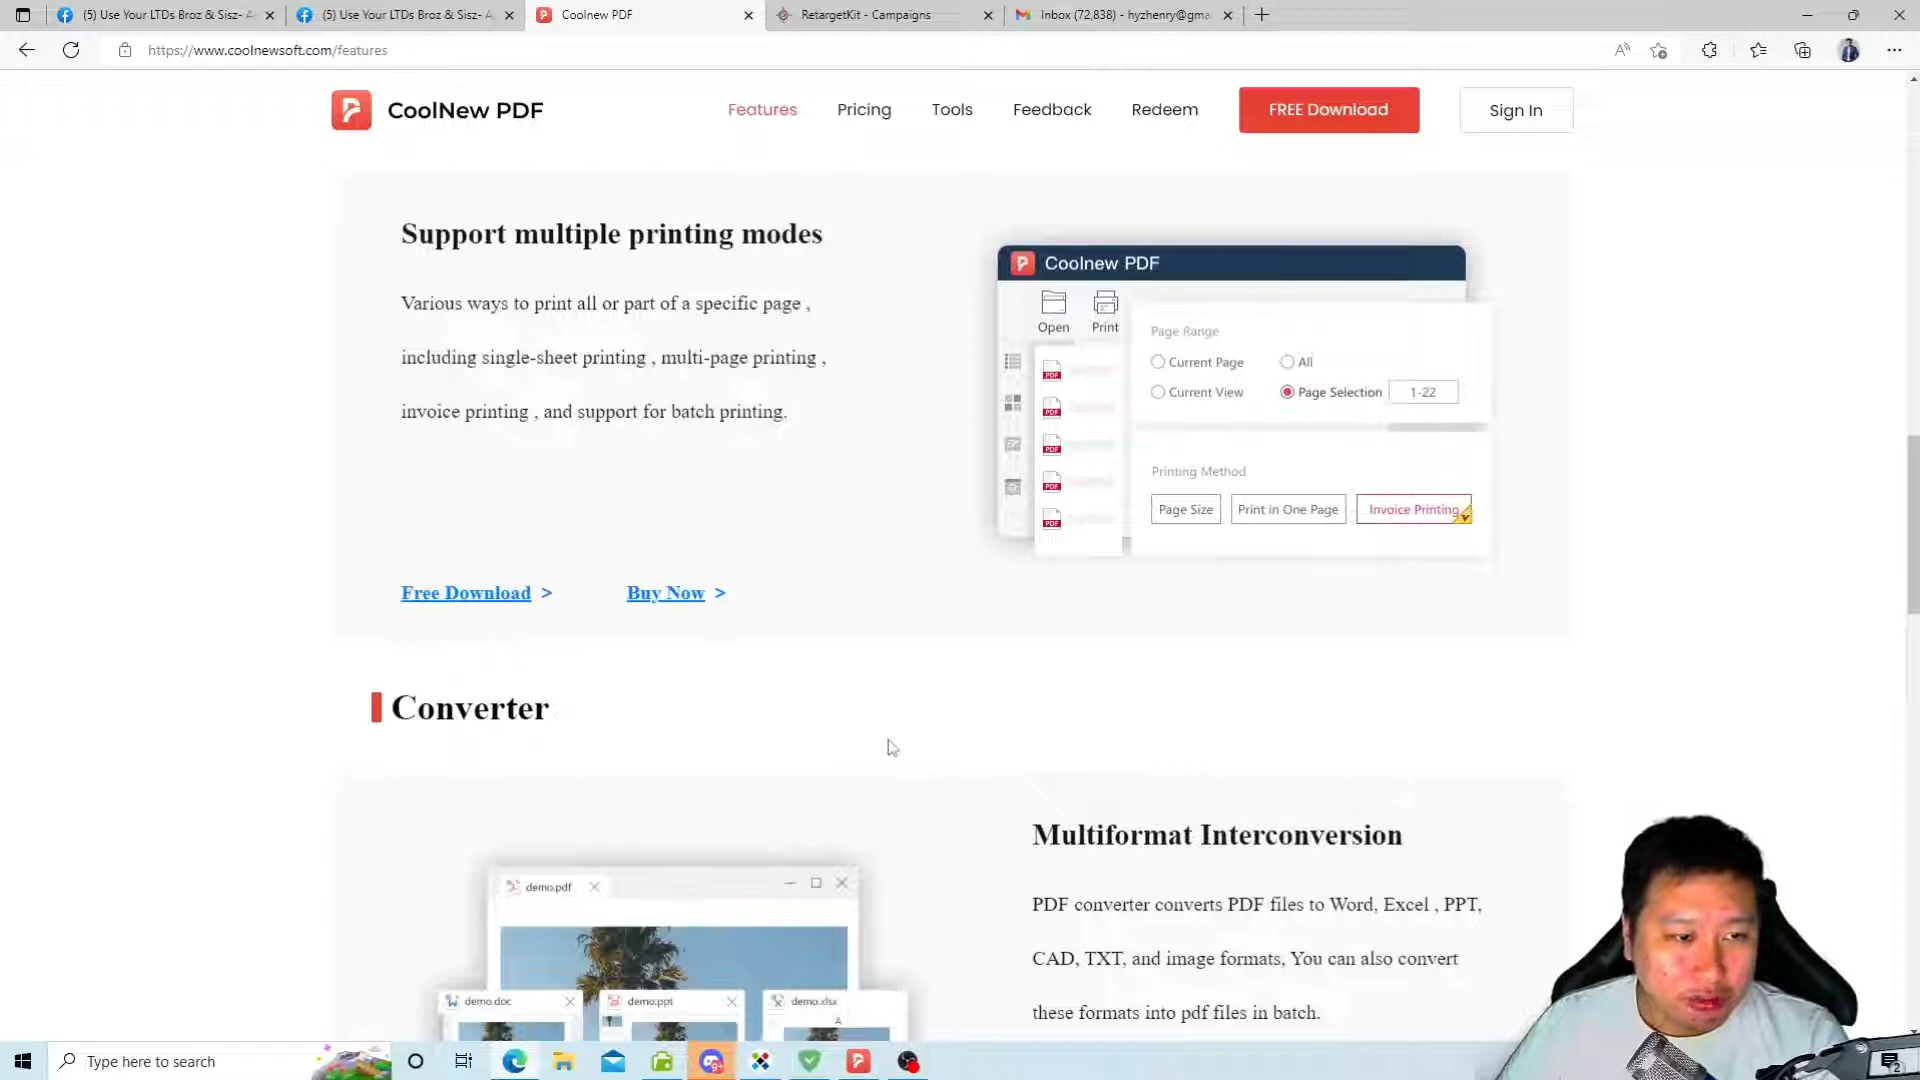 (5) Use Your LTDs Broz & Sisz- A
(5) Use Your LTDs Broz & Sisz- A
Coolnew PDF
RetargetKit - Campaigns
Inbox (72,838) - hyzhenry@gma
https://www.coolnewsoft.com/features
CoolNew PDF
Features
Pricing
Tools
Feedback
Redeem
FREE Download
Sign In
Support multiple printing modes
Various ways to print all or part of a specific page ,
including single-sheet printing , multi-page printing ,
invoice printing , and support for batch printing.
Free Download >
Buy Now >
Coolnew PDF
Open
Print
Page Range
Current Page
All
Current View
Page Selection
1-22
Printing Method
Page Size
Print in One Page
Invoice Printing
PDF
PDF
PDF
PDF
PDF
Converter
demo.pdf
demo.doc
demo.ppt
demo.xlsx
Multiformat Interconversion
PDF converter converts PDF files to Word, Excel , PPT,
CAD, TXT, and image formats, You can also convert
these formats into pdf files in batch.
Type here to search
9+
2